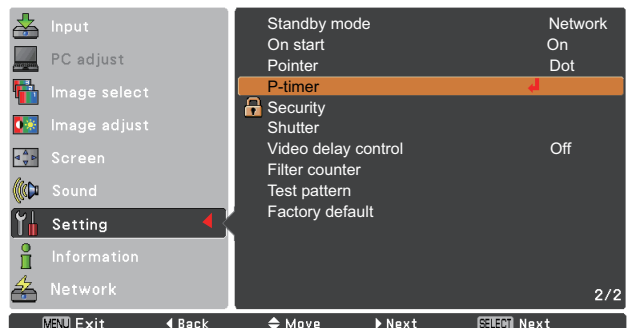 Input
PC adjust
Image select
Image adjust
Screen
Sound
Setting
Information
Network
Standby mode Network
On start On
Pointer Dot
P-timer
Security
Shutter
Video delay control Off
Filter counter
Test pattern
Factory default
2/2
MENU Exit Back Move Next SELECT Next